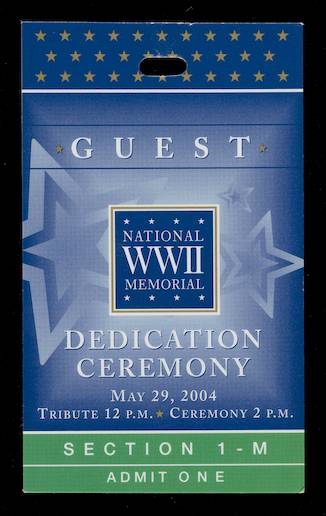 GUEST
NATIONAL
WWII
MEMORIAL
DEDICATION
CEREMONY
MAY 29, 2004
TRIBUTE 12 P.M. ★ CEREMONY 2 P.M.
SECTION 1-M
ADMIT ONE